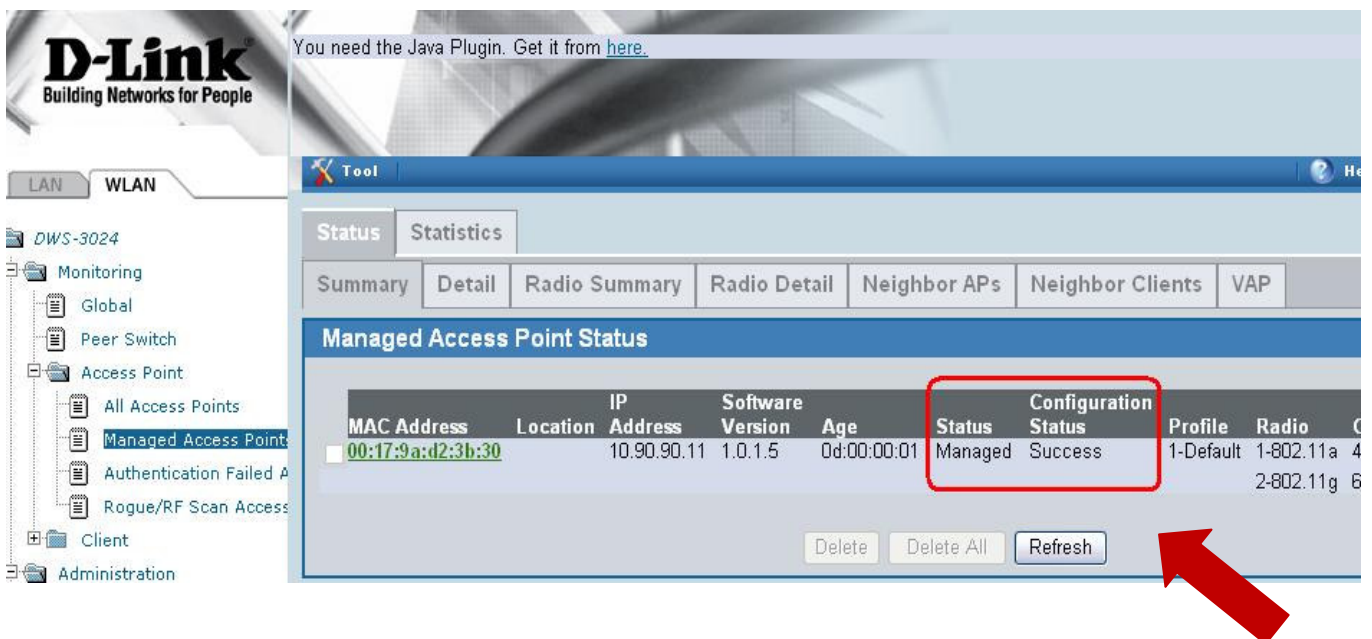 D-Link
Building Networks for People
You need the Java Plugin. Get it from here.
Tool
He
LAN WLAN
Status Statistics
Summary Detail Radio Summary Radio Detail Neighbor APs Neighbor Clients VAP
DWS-3024
Monitoring
Global
Peer Switch
Access Point
All Access Points
Managed Access Points
Authentication Failed A
Rogue/RF Scan Access
Client
Administration
Managed Access Point Status
MAC Address Location IP Address Software Version Age Status Configuration Status Profile Radio C
00:17:9a:d2:3b:30 10.90.90.11 1.0.1.5 0d:00:00:01 Managed Success 1-Default 1-802.11a 4
2-802.11g 6
Delete Delete All Refresh